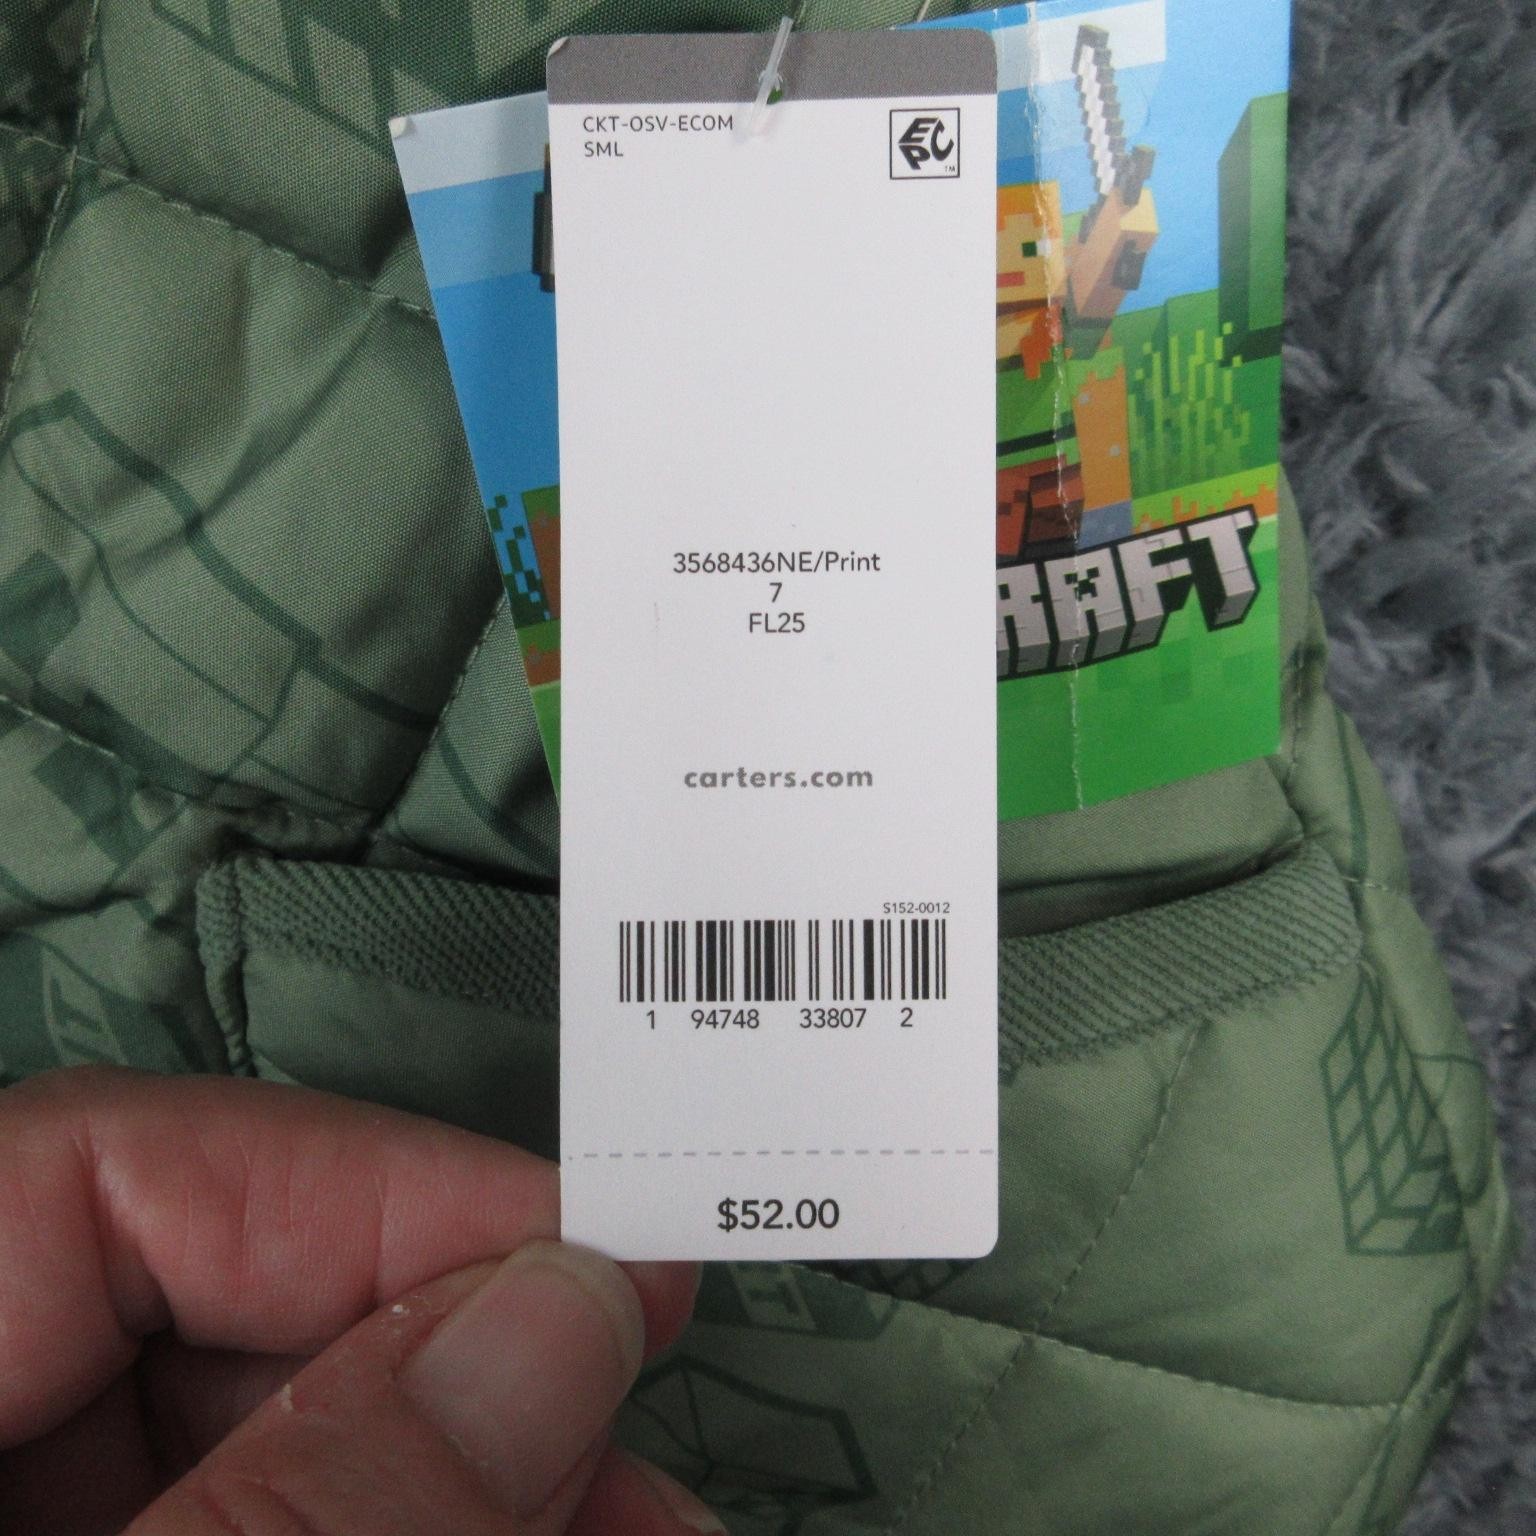 CKT-OSV-ECOM
SML
EPC
TM
3568436NE/Print
7
FL25
carters.com
S152-0012
1 94748 33807 2
$52.00
RAFT